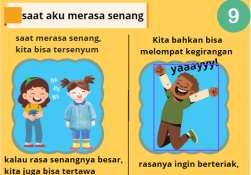 saat aku merasa senang
9
saat merasa senang,
kita bisa tersenyum
kalau rasa senangnya besar,
kita juga bisa tertawa
Kita bahkan bisa
melompat kegirangan
yaaayyy!
rasanya ingin berteriak,